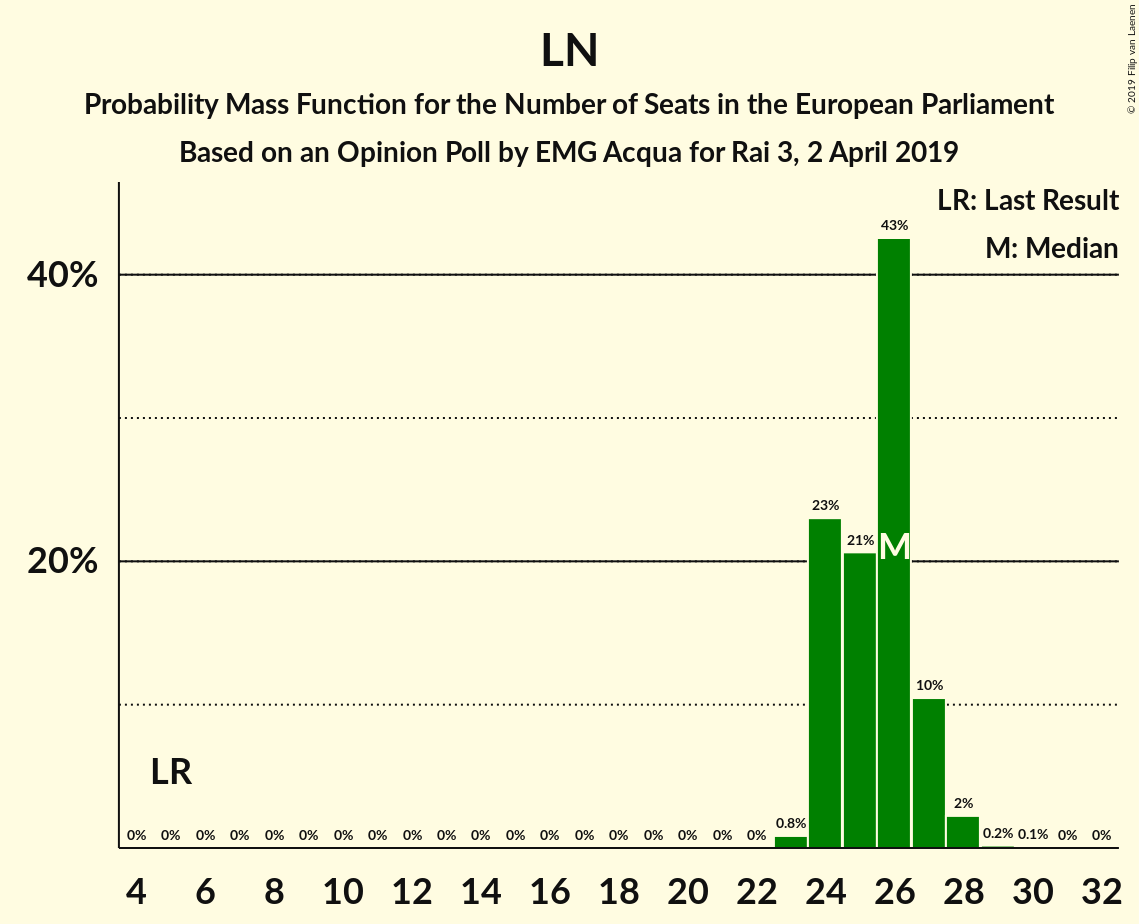 LN
Probability Mass Function for the Number of Seats in the European Parliament
Based on an Opinion Poll by EMG Acqua for Rai 3, 2 April 2019
© 2019 Filip van Laenen
LR: Last Result
M: Median
43%
40%
23%
21%
M
20%
10%
LR
2%
0% 0% 0% 0% 0% 0% 0% 0% 0% 0% 0% 0% 0% 0% 0% 0% 0% 0% 0% 0.8% 0.2% 0.1% 0% 0%
4 6 8 10 12 14 16 18 20 22 24 26 28 30 32